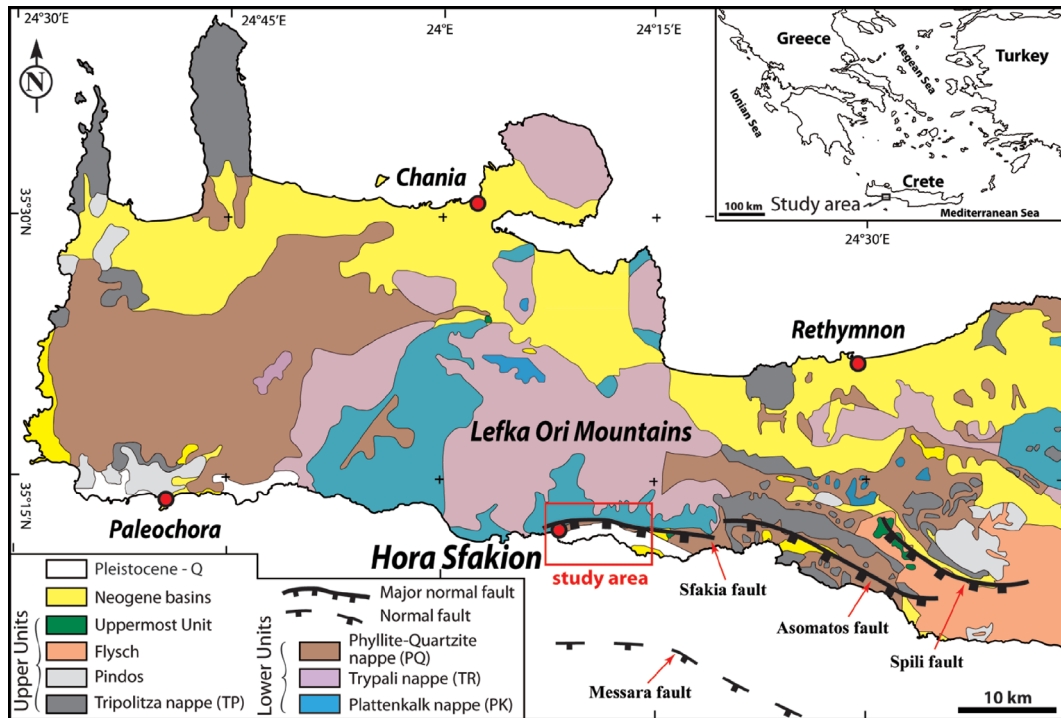 24°30'E
24°45'E
24°E
24°15'E
N
Greece
Turkey
Aegean Sea
Ionian Sea
Crete
100 km
Study area
Mediterranean Sea
24°30'E
35°30'N
Chania
Rethymnon
Lefka Ori Mountains
35°15'N
Paleochora
Hora Sfakion
study area
Sfakia fault
Asomatos fault
Spili fault
Messara fault
10 km
Pleistocene - Q
Neogene basins
Upper Units
Uppermost Unit
Flysch
Pindos
Tripolitza nappe (TP)
Major normal fault
Normal fault
Lower Units
Phyllite-Quartzite
nappe (PQ)
Trypali nappe (TR)
Plattenkalk nappe (PK)